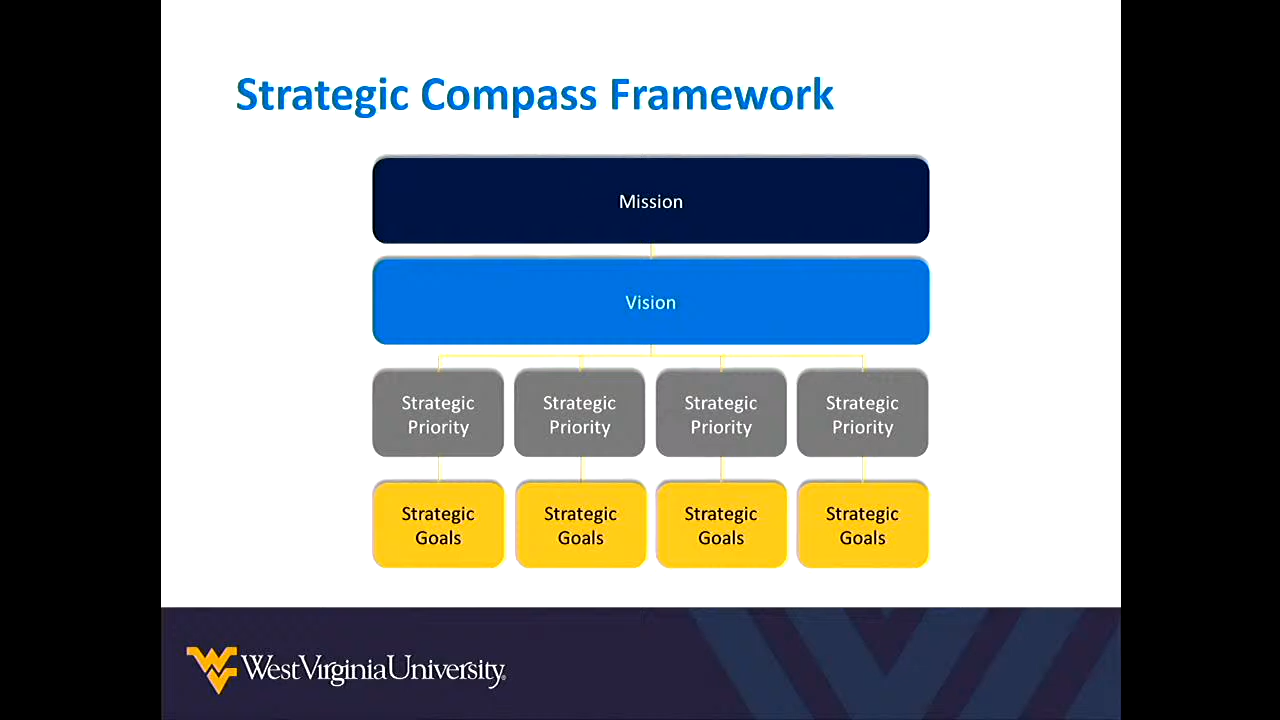 Strategic Compass Framework
Mission
Vision
Strategic
Priority
Strategic
Priority
Strategic
Priority
Strategic
Priority
Strategic
Goals
Strategic
Goals
Strategic
Goals
Strategic
Goals
WestVirginiaUniversity®